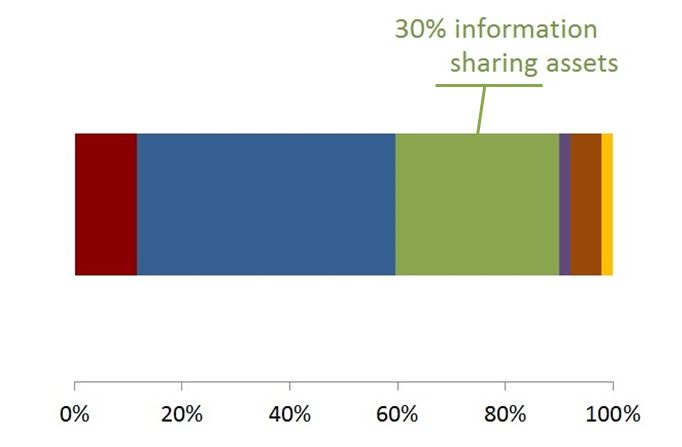 30% information
sharing assets
0% 20% 40% 60% 80% 100%